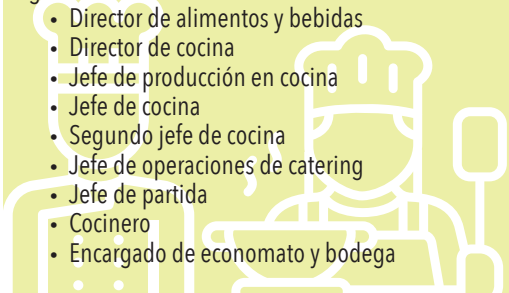 • Director de alimentos y bebidas
• Director de cocina
• Jefe de producción en cocina
• Jefe de cocina
• Segundo jefe de cocina
• Jefe de operaciones de catering
• Jefe de partida
• Cocinero
• Encargado de economato y bodega